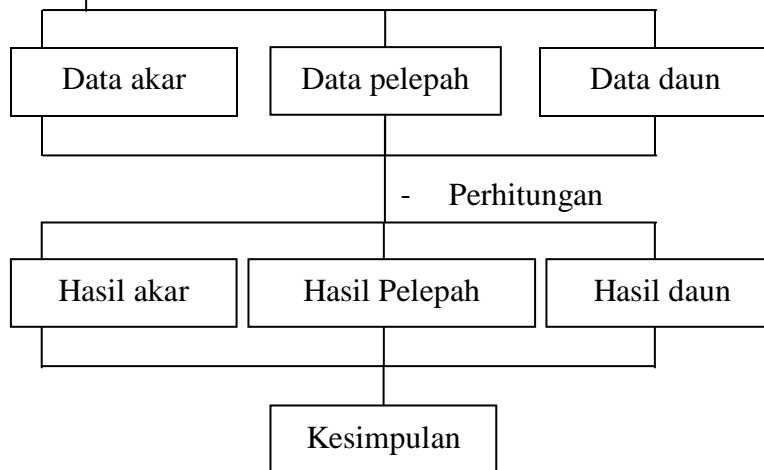 Data akar
Data pelepah
Data daun
- Perhitungan
Hasil akar
Hasil Pelepah
Hasil daun
Kesimpulan